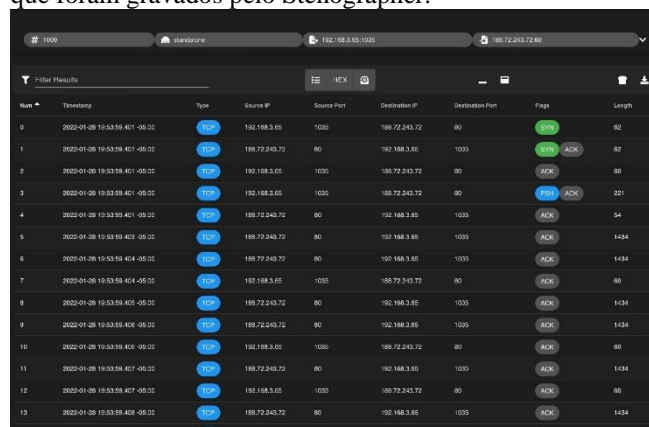 que foram gravados pelo Stenographer.
# 1009 standalone 192.168.3.65:1035 188.72.243.72:80
Filter Results HEX
Num Timestamp Type Source IP Source Port Destination IP Destination Port Flags Length
0 2022-01-28 19:53:59.401 -05:00 TCP 192.168.3.65 1035 188.72.243.72 80 SYN 62
1 2022-01-28 19:53:59.401 -05:00 TCP 188.72.243.72 80 192.168.3.65 1035 SYN ACK 62
2 2022-01-28 19:53:59.401 -05:00 TCP 192.168.3.65 1035 188.72.243.72 80 ACK 60
3 2022-01-28 19:53:59.401 -05:00 TCP 192.168.3.65 1035 188.72.243.72 80 PSH ACK 221
4 2022-01-28 19:53:59.401 -05:00 TCP 188.72.243.72 80 192.168.3.65 1035 ACK 54
5 2022-01-28 19:53:59.403 -05:00 TCP 188.72.243.72 80 192.168.3.65 1035 ACK 1434
6 2022-01-28 19:53:59.404 -05:00 TCP 188.72.243.72 80 192.168.3.65 1035 ACK 1434
7 2022-01-28 19:53:59.404 -05:00 TCP 192.168.3.65 1035 188.72.243.72 80 ACK 60
8 2022-01-28 19:53:59.405 -05:00 TCP 188.72.243.72 80 192.168.3.65 1035 ACK 1434
9 2022-01-28 19:53:59.406 -05:00 TCP 188.72.243.72 80 192.168.3.65 1035 ACK 1434
10 2022-01-28 19:53:59.406 -05:00 TCP 192.168.3.65 1035 188.72.243.72 80 ACK 60
11 2022-01-28 19:53:59.407 -05:00 TCP 188.72.243.72 80 192.168.3.65 1035 ACK 1434
12 2022-01-28 19:53:59.407 -05:00 TCP 192.168.3.65 1035 188.72.243.72 80 ACK 60
13 2022-01-28 19:53:59.408 -05:00 TCP 188.72.243.72 80 192.168.3.65 1035 ACK 1434